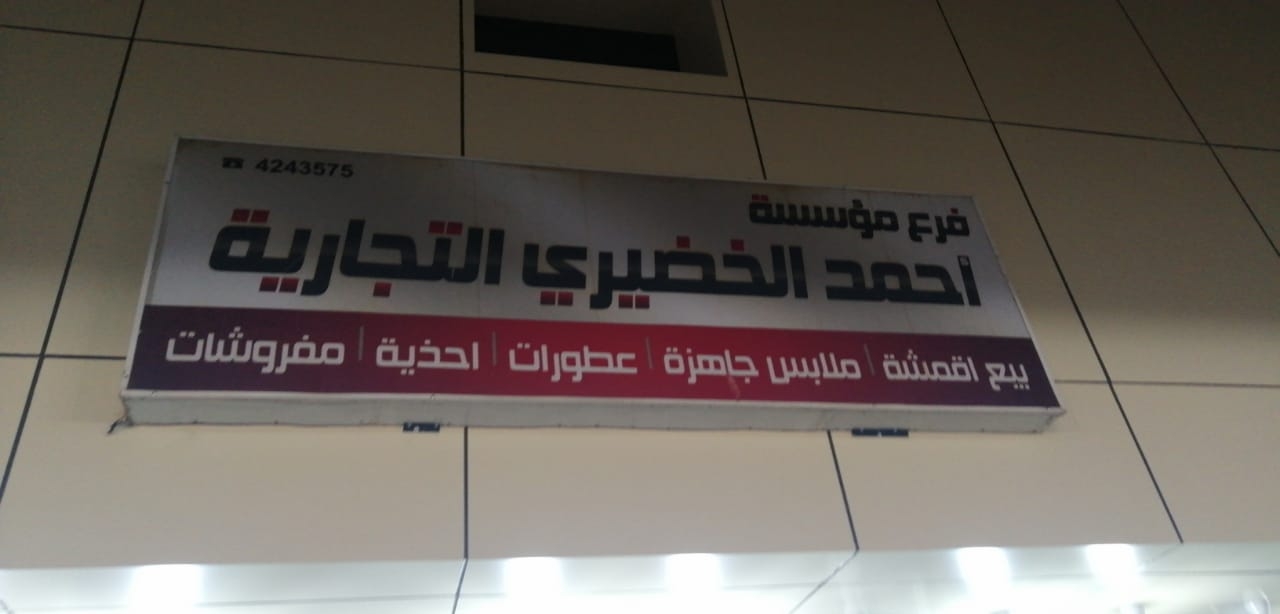 ☎ 4243575
فرع مؤسسة
أحمد الخضيري التجارية
بيع اقمشة | ملابس جاهزة | عطورات | احذية | مفروشات